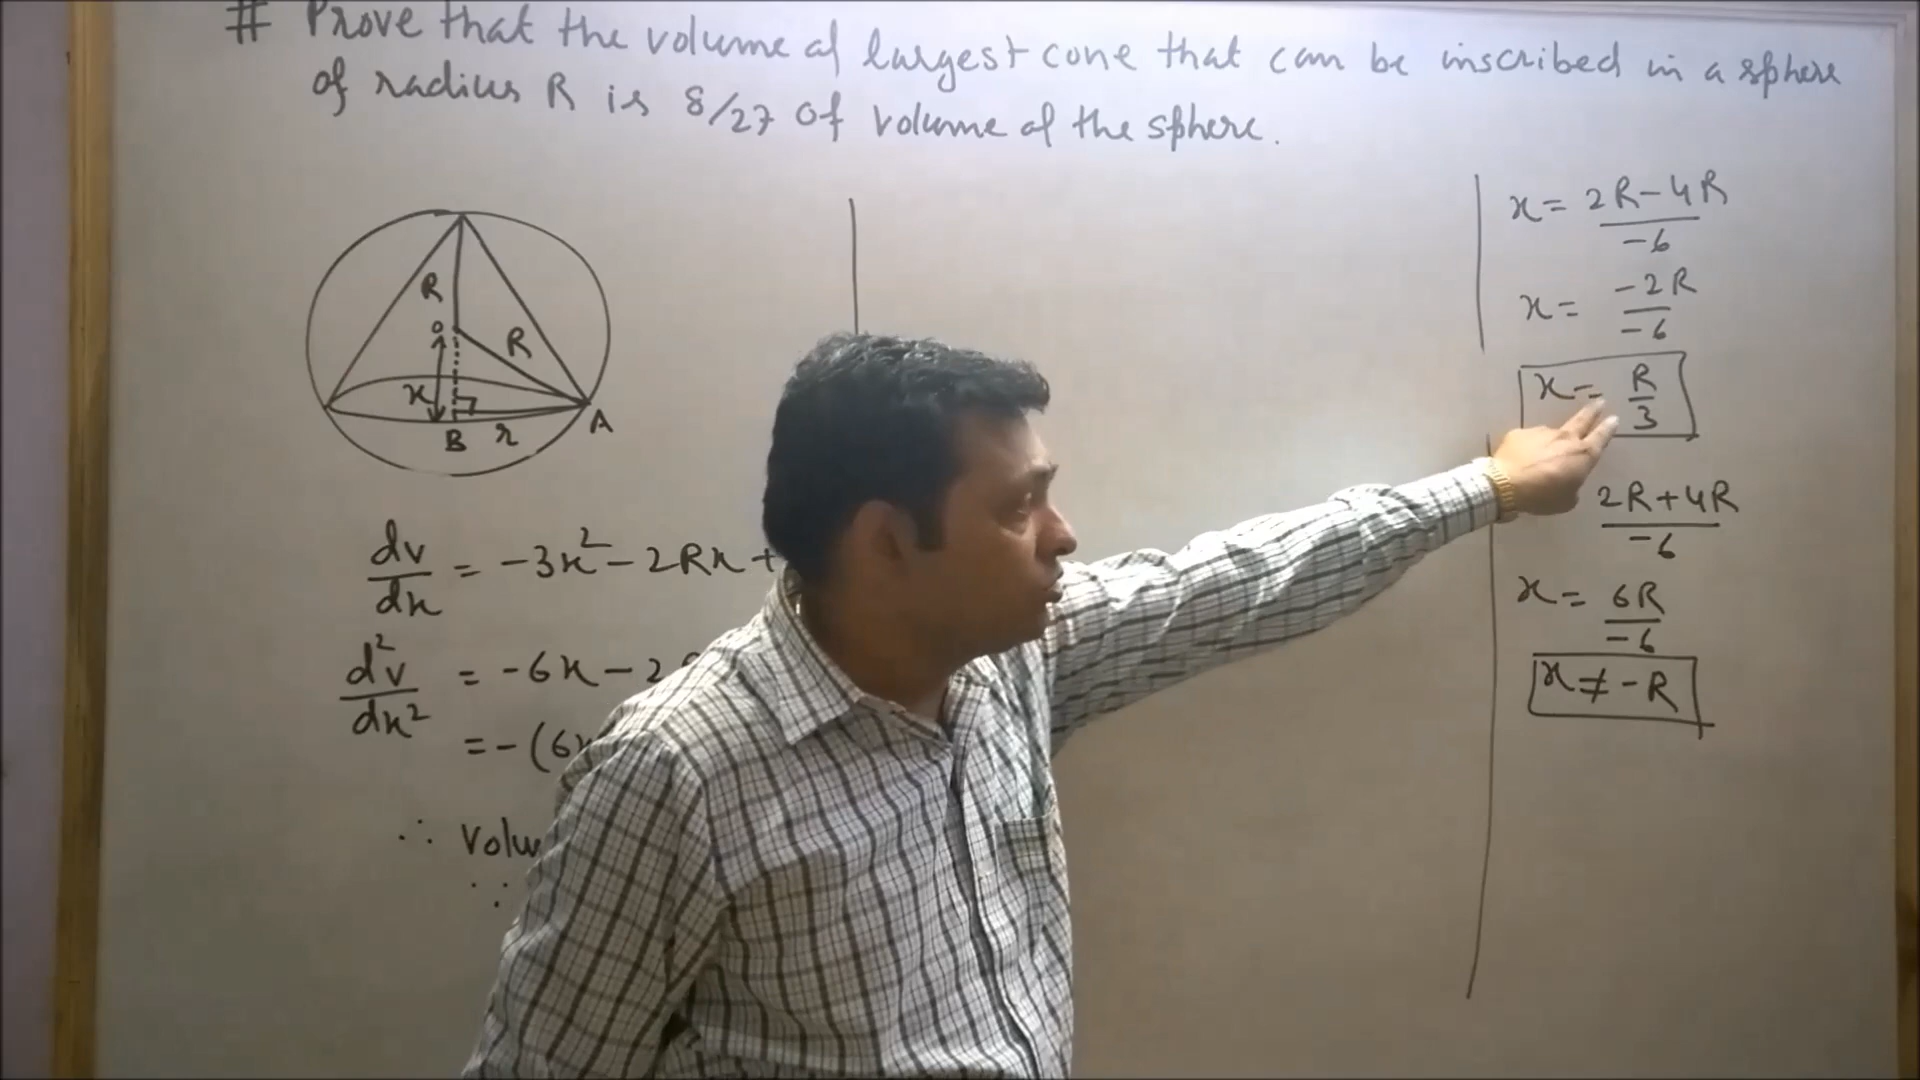 # Prove that the volume of largest cone that can be inscribed in a sphere
of radius R is 8/27 of volume of the sphere.
R
O
R
x
B
r
A
dv/dx = -3x² - 2Rx +
d²v/dx² = -6x - 2
= -(6x
∴
∵
x = 2R-4R/-6
x = -2R/-6
x = R/3
2R+4R/-6
x = 6R/-6
x ≠ -R